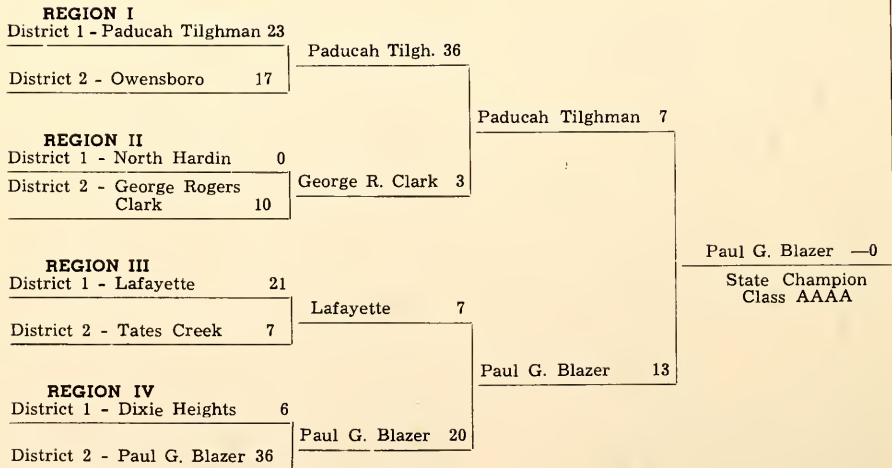 REGION I
District 1 - Paducah Tilghman 23
District 2 - Owensboro 17
REGION II
District 1 - North Hardin 0
District 2 - George Rogers
Clark 10
REGION III
District 1 - Lafayette 21
District 2 - Tates Creek 7
REGION IV
District 1 - Dixie Heights 6
District 2 - Paul G. Blazer 36
Paducah Tilgh. 36
George R. Clark 3
Lafayette 7
Paul G. Blazer 20
Paducah Tilghman 7
Paul G. Blazer 13
Paul G. Blazer —0
State Champion
Class AAAA